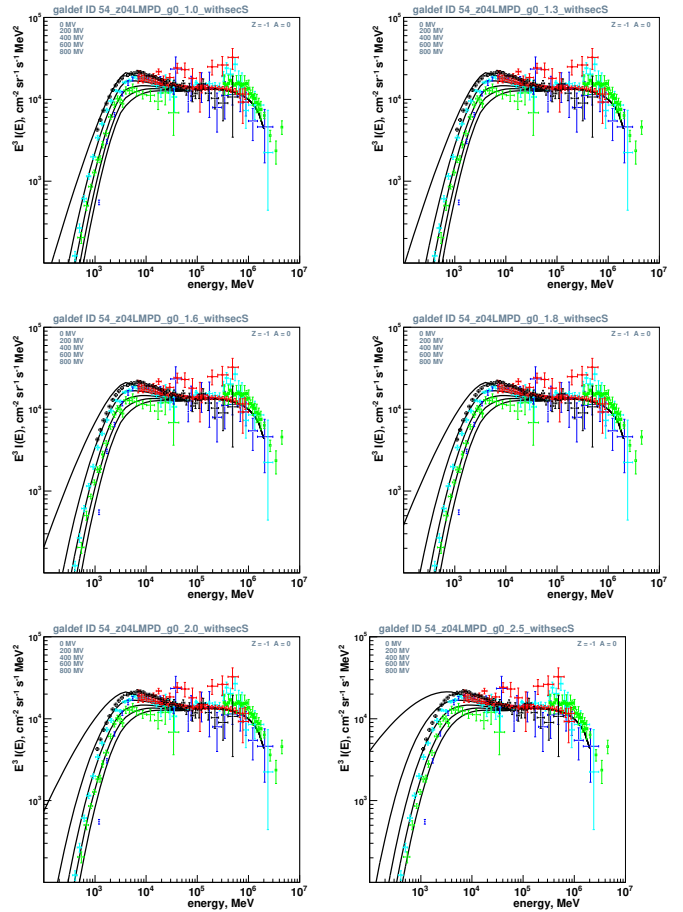 galdef ID 54_z04LMPD_g0_1.0_withsecS
0 MV
200 MV
400 MV
600 MV
800 MV
Z = -1 A = 0
E³ I(E), cm⁻² sr⁻¹ s⁻¹ MeV²
10⁵
10⁴
10³
10³ 10⁴ 10⁵ 10⁶ 10⁷
energy, MeV
galdef ID 54_z04LMPD_g0_1.3_withsecS
0 MV
200 MV
400 MV
600 MV
800 MV
Z = -1 A = 0
E³ I(E), cm⁻² sr⁻¹ s⁻¹ MeV²
10⁵
10⁴
10³
10³ 10⁴ 10⁵ 10⁶ 10⁷
energy, MeV
galdef ID 54_z04LMPD_g0_1.6_withsecS
0 MV
200 MV
400 MV
600 MV
800 MV
Z = -1 A = 0
E³ I(E), cm⁻² sr⁻¹ s⁻¹ MeV²
10⁵
10⁴
10³
10³ 10⁴ 10⁵ 10⁶ 10⁷
energy, MeV
galdef ID 54_z04LMPD_g0_1.8_withsecS
0 MV
200 MV
400 MV
600 MV
800 MV
Z = -1 A = 0
E³ I(E), cm⁻² sr⁻¹ s⁻¹ MeV²
10⁵
10⁴
10³
10³ 10⁴ 10⁵ 10⁶ 10⁷
energy, MeV
galdef ID 54_z04LMPD_g0_2.0_withsecS
0 MV
200 MV
400 MV
600 MV
800 MV
Z = -1 A = 0
E³ I(E), cm⁻² sr⁻¹ s⁻¹ MeV²
10⁵
10⁴
10³
10³ 10⁴ 10⁵ 10⁶ 10⁷
energy, MeV
galdef ID 54_z04LMPD_g0_2.5_withsecS
0 MV
200 MV
400 MV
600 MV
800 MV
Z = -1 A = 0
E³ I(E), cm⁻² sr⁻¹ s⁻¹ MeV²
10⁵
10⁴
10³
10³ 10⁴ 10⁵ 10⁶ 10⁷
energy, MeV